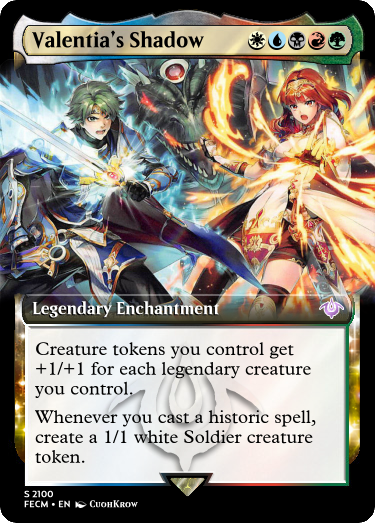 Valentia's Shadow
Legendary Enchantment
Creature tokens you control get
+1/+1 for each legendary creature
you control.
Whenever you cast a historic spell,
create a 1/1 white Soldier creature
token.
S 2100
FECM • EN CuohKrow